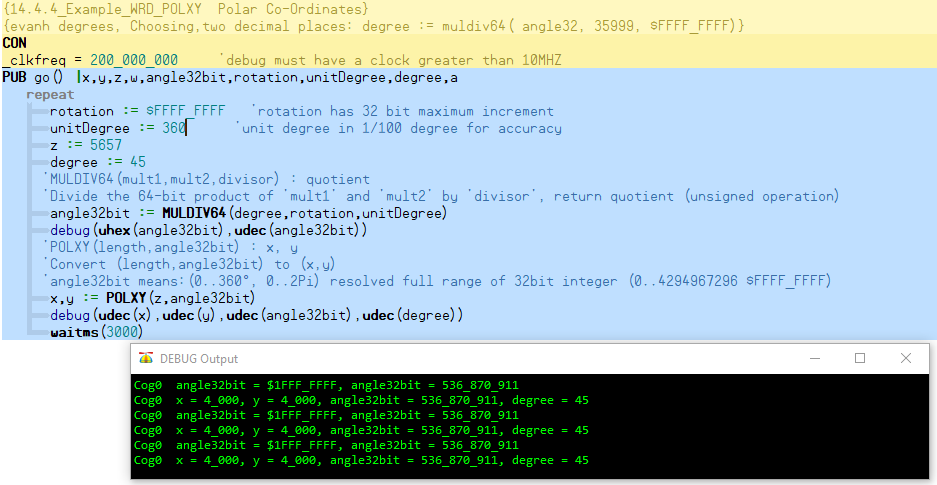 {14.4.4_Example_WRD_POLXY  Polar Co-Ordinates}
{evanh degrees, Choosing,two decimal places: degree := muldiv64( angle32, 35999, $FFFF_FFFF)}
CON
_clkfreq = 200_000_000     'debug must have a clock greater than 10MHZ
PUB go() |x,y,z,w,angle32bit,rotation,unitDegree,degree,a
repeat
rotation := $FFFF_FFFF   'rotation has 32 bit maximum increment
unitDegree := 360      'unit degree in 1/100 degree for accuracy
z := 5657
degree := 45
'MULDIV64(mult1,mult2,divisor) : quotient
'Divide the 64-bit product of 'mult1' and 'mult2' by 'divisor', return quotient (unsigned operation)
angle32bit := MULDIV64(degree,rotation,unitDegree)
debug(uhex(angle32bit),udec(angle32bit))
'POLXY(length,angle32bit) : x, y
'Convert (length,angle32bit) to (x,y)
'angle32bit means:(0..360°, 0..2Pi) resolved full range of 32bit integer (0..4294967296 $FFFF_FFFF)
x,y := POLXY(z,angle32bit)
debug(udec(x),udec(y),udec(angle32bit),udec(degree))
waitms(3000)
DEBUG Output
Cog0  angle32bit = $1FFF_FFFF, angle32bit = 536_870_911
Cog0  x = 4_000, y = 4_000, angle32bit = 536_870_911, degree = 45
Cog0  angle32bit = $1FFF_FFFF, angle32bit = 536_870_911
Cog0  x = 4_000, y = 4_000, angle32bit = 536_870_911, degree = 45
Cog0  angle32bit = $1FFF_FFFF, angle32bit = 536_870_911
Cog0  x = 4_000, y = 4_000, angle32bit = 536_870_911, degree = 45